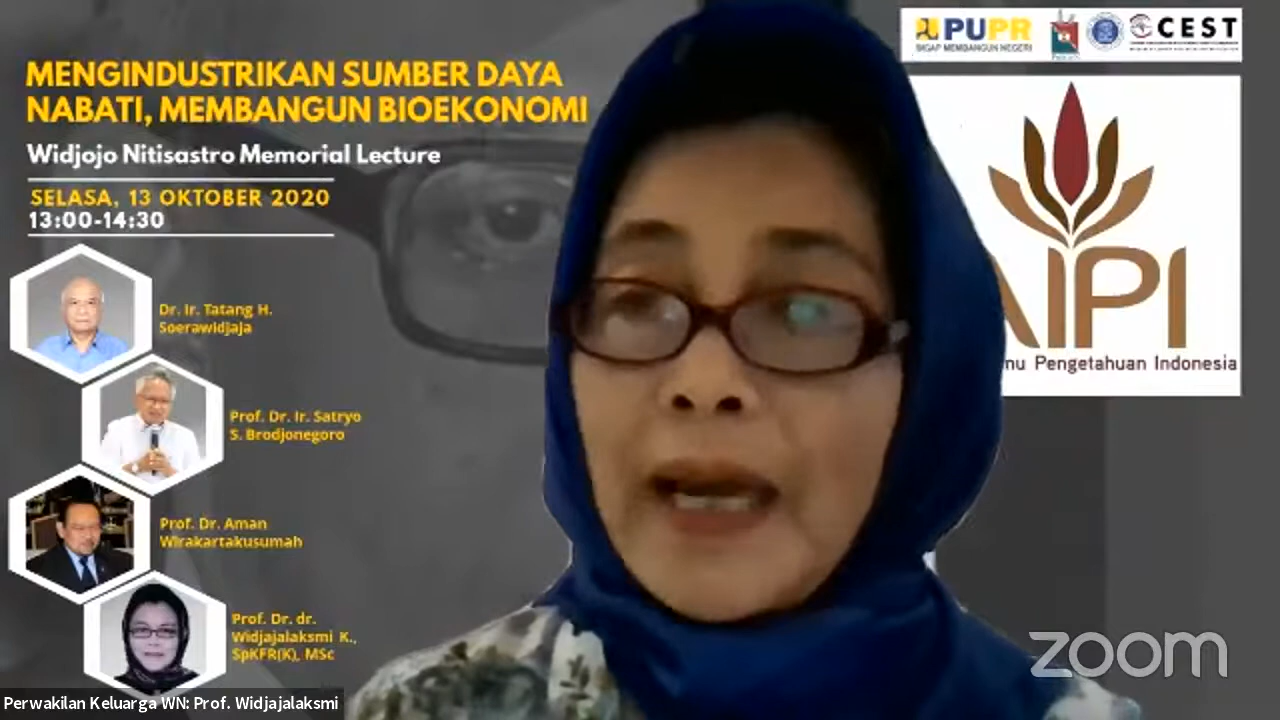 MENGINDUSTRIKAN SUMBER DAYA
NABATI, MEMBANGUN BIOEKONOMI
Widjojo Nitisastro Memorial Lecture
SELASA, 13 OKTOBER 2020
13:00-14:30
Dr. Ir. Tatang H.
Soerawidjaja
Prof. Dr. Ir. Satryo
S. Brodjonegoro
Prof. Dr. Aman
Wirakartakusumah
Prof. Dr. dr.
Widjajalaksmi K.,
SpKFR(K), MSc
Perwakilan Keluarga WN: Prof. Widjajalaksmi
PUPR
SIGAP MEMBANGUN NEGERI
CEST
AIPI
mu Pengetahuan Indonesia
zoom